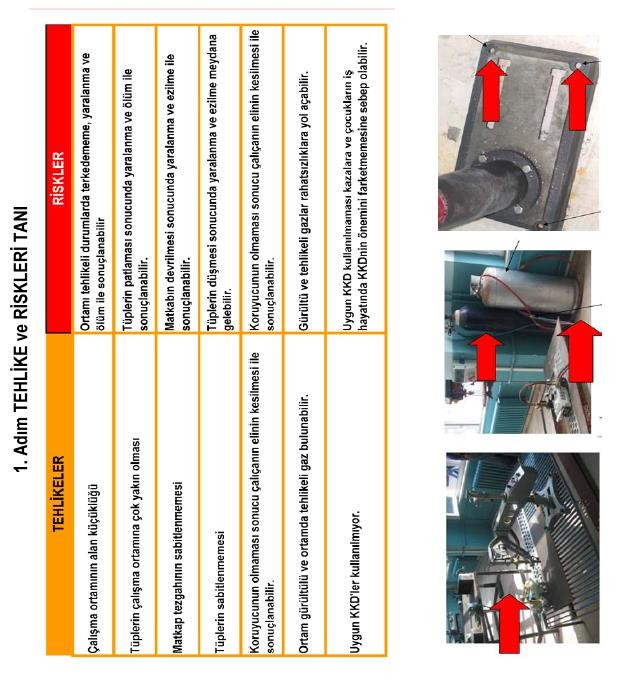 1. Adım TEHLİKE ve RİSKLERİ TANI
TEHLİKELER
RİSKLER
Çalışma ortamının alan küçüklüğü
Ortamı tehlikeli durumlarda terkedememe, yaralanma ve
ölüm ile sonuçlanabilir
Tüplerin çalışma ortamına çok yakın olması
Tüplerin patlaması sonucunda yaralanma ve ölüm ile
sonuçlanabilir.
Matkap tezgahının sabitlenmemesi
Matkabın devrilmesi sonucunda yaralanma ve ezilme ile
sonuçlanabilir.
Tüplerin sabitlenmemesi
Tüplerin düşmesi sonucunda yaralanma ve ezilme meydana
gelebilir.
Koruyucunun olmaması sonucu çalıçanın elinin kesilmesi ile
sonuçlanabilir.
Koruyucunun olmaması sonucu çalıçanın elinin kesilmesi ile
sonuçlanabilir.
Ortam gürültülü ve ortamda tehlikeli gaz bulunabilir.
Gürültü ve tehlikeli gazlar rahatsızlıklara yol açabilir.
Uygun KKD'ler kullanılmıyor.
Uygun KKD kullanılmaması kazalara ve çocukların iş
hayatında KKDnin önemini farketmemesine sebep olabilir.